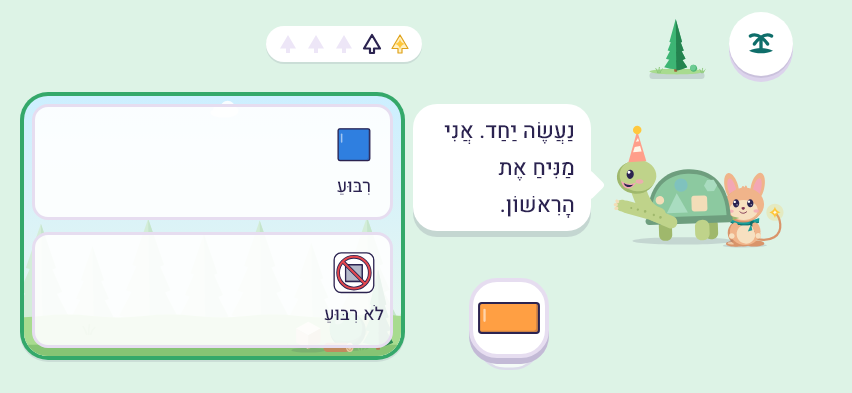 נַעֲשֶׂה יַחַד. אֲנִי
מַנִּיחַ אֶת
הָרִאשׁוֹן.
רִבּוּעַ
לֹא רִבּוּעַ